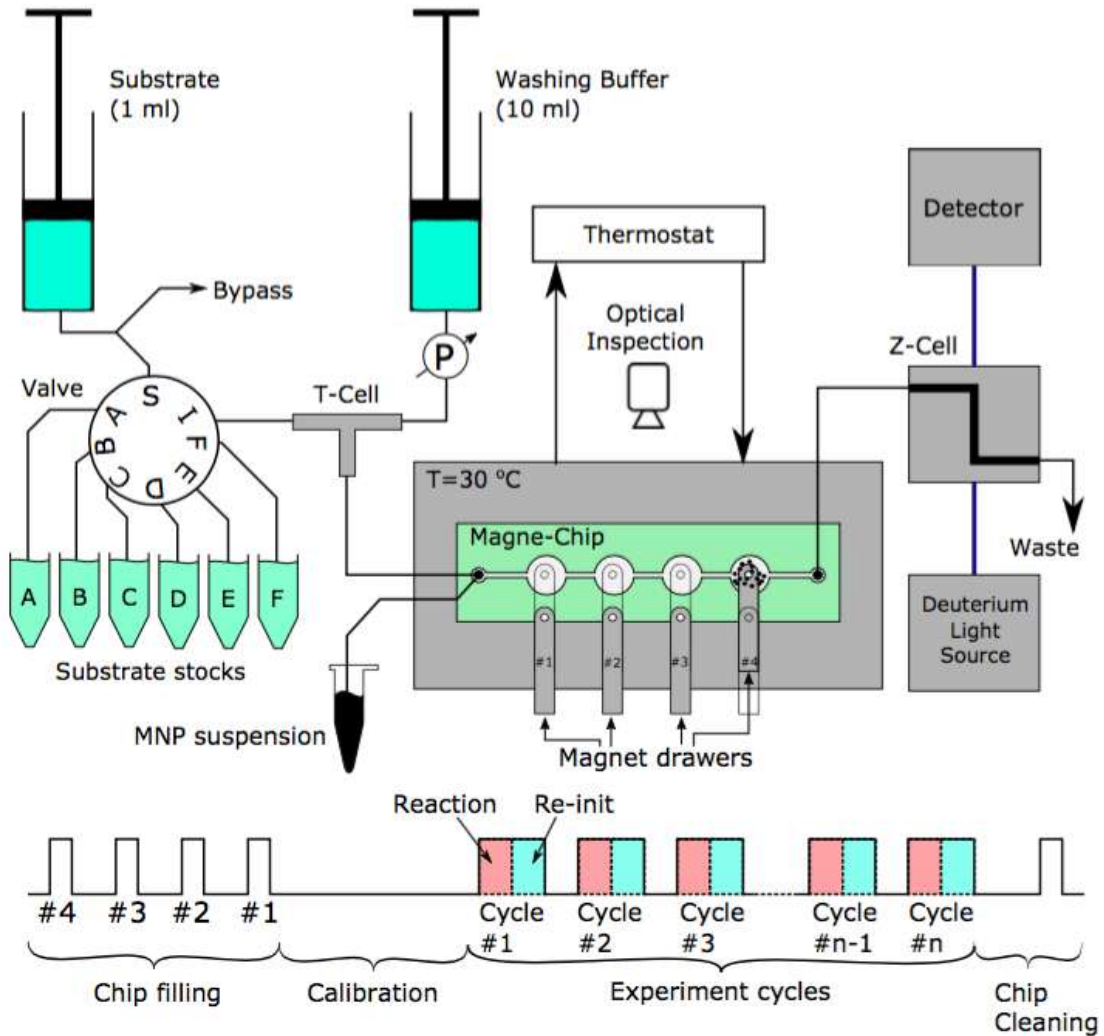 Substrate
(1 ml)
Washing Buffer
(10 ml)
Detector
Thermostat
Bypass
Optical
Inspection
P
Z-Cell
Valve
T-Cell
S
I
F
E
D
C
B
A
T=30 °C
Magne-Chip
Waste
A B C D E F
Substrate stocks
Deuterium
Light
Source
#1 #2 #3 #4
MNP suspension
Magnet drawers
Reaction Re-init
#4 #3 #2 #1
Cycle Cycle Cycle Cycle Cycle
#1 #2 #3 #n-1 #n
Chip filling
Calibration
Experiment cycles
Chip
Cleaning